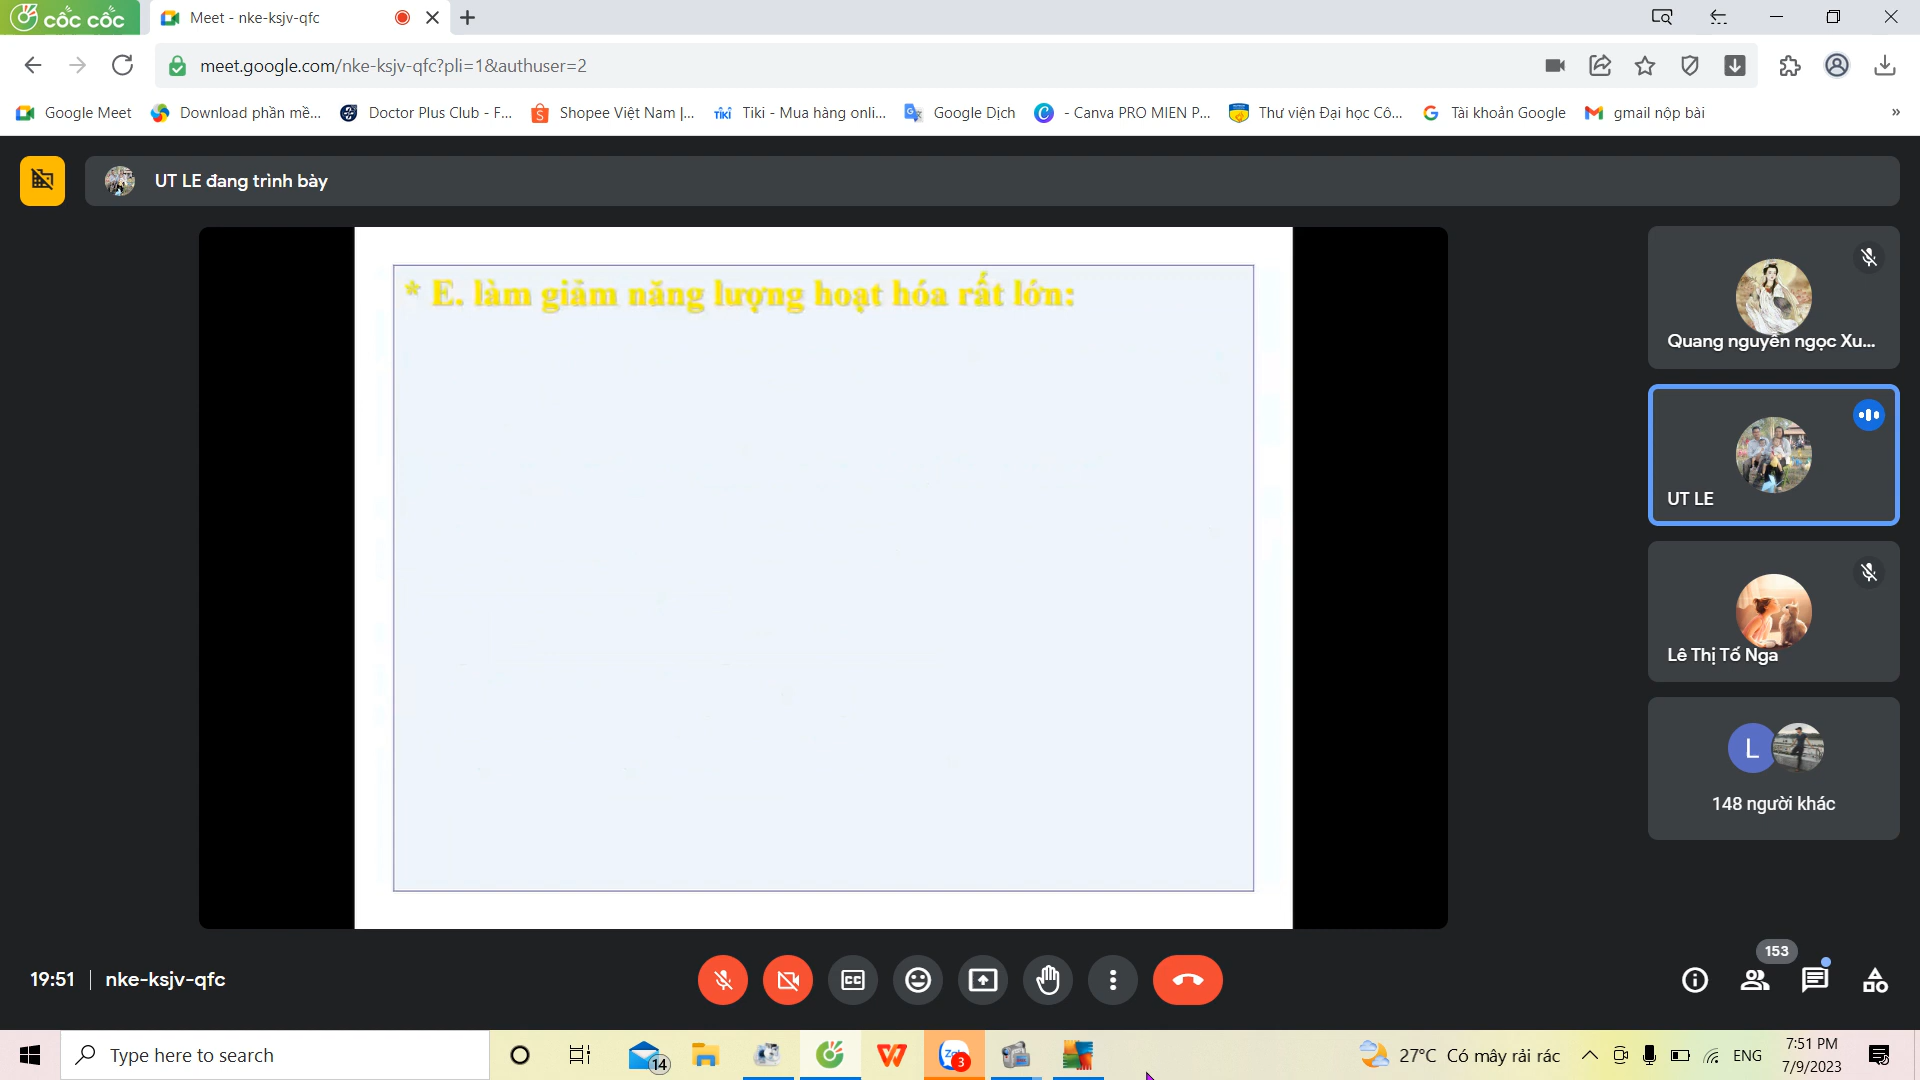 cốc cốc
Meet - nke-ksjv-qfc
meet.google.com/nke-ksjv-qfc?pli=1&authuser=2
Google Meet
Download phần mề...
Doctor Plus Club - F...
Shopee Việt Nam |...
TIKI Tiki - Mua hàng onli...
Google Dịch
- Canva PRO MIEN P...
Thư viện Đại học Cô...
Tài khoản Google
gmail nộp bài
»
UT LE đang trình bày
* E. làm giảm năng lượng hoạt hóa rất lớn:
Quang nguyễn ngọc Xu...
UT LE
Lê Thị Tố Nga
L
148 người khác
19:51 | nke-ksjv-qfc
153
Type here to search
14
Zalo
3
27°C Có mây rải rác
ENG
7:51 PM
7/9/2023